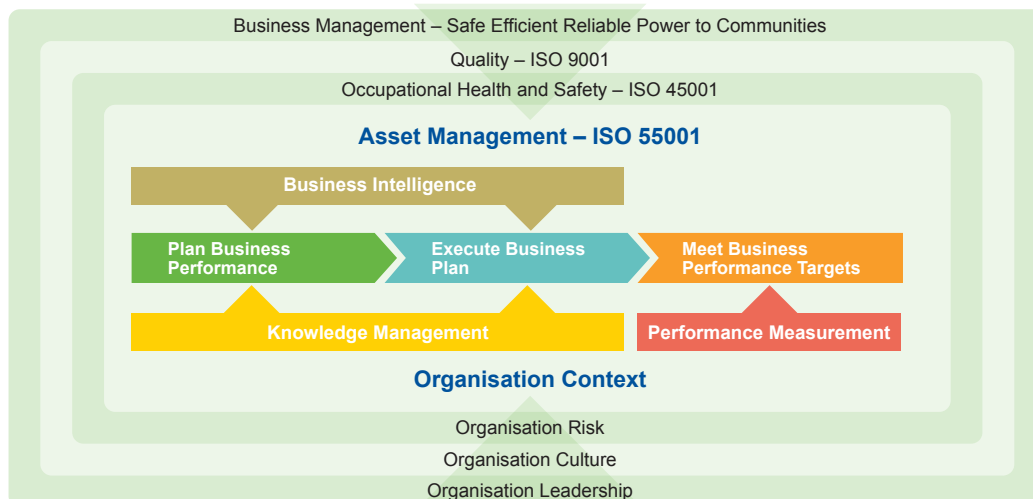 Business Management – Safe Efficient Reliable Power to Communities
Quality – ISO 9001
Occupational Health and Safety – ISO 45001
Asset Management – ISO 55001
Business Intelligence
Plan Business
Performance
Execute Business
Plan
Meet Business
Performance Targets
Knowledge Management
Performance Measurement
Organisation Context
Organisation Risk
Organisation Culture
Organisation Leadership